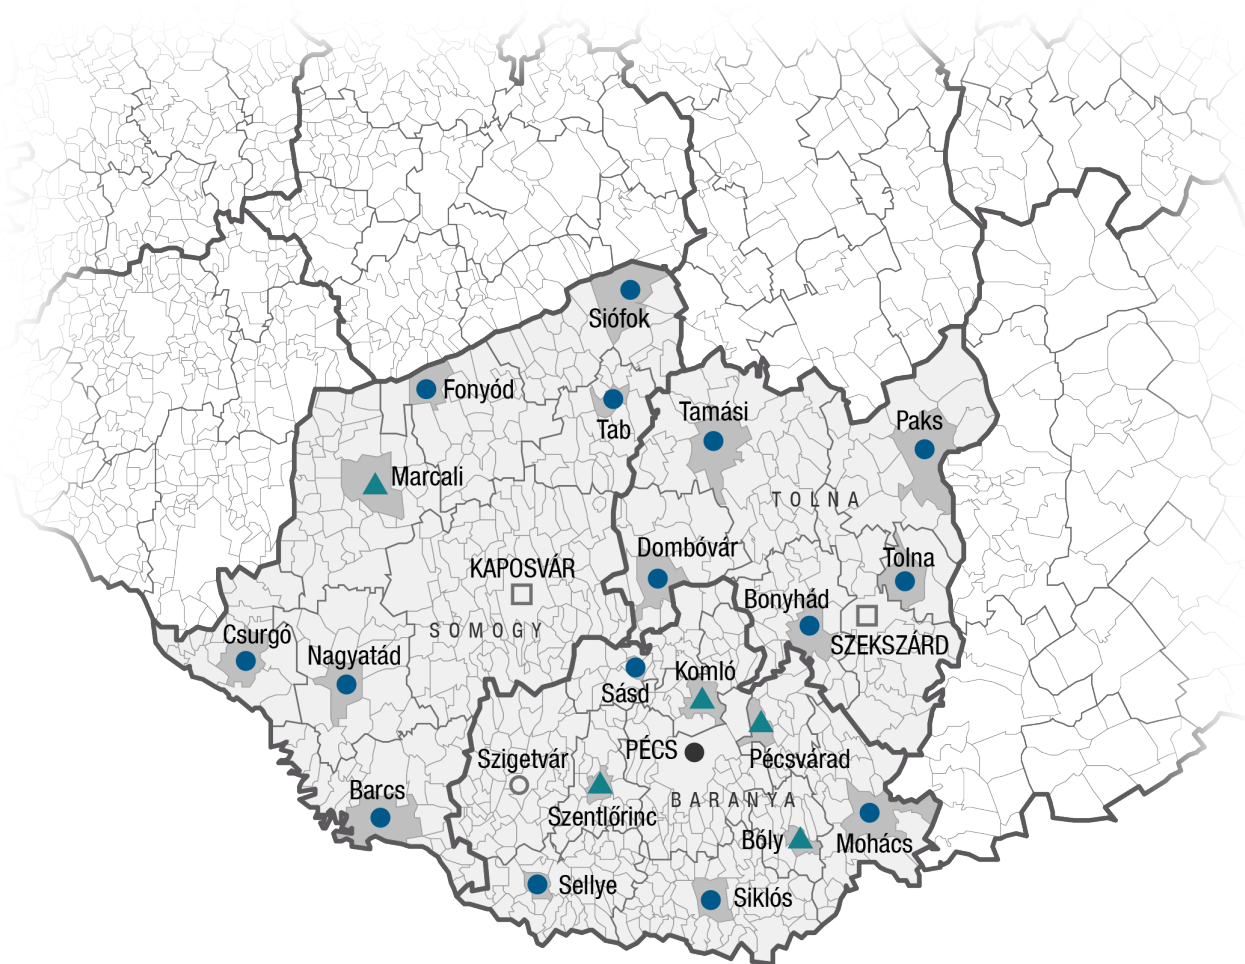 Siófok
Fonyód
Tab
Tamási
Paks
Marcali
TOLNA
Dombóvár
Tolna
KAPOSVÁR
Bonyhád
SOMOGY
SZEKSZÁRD
Csurgó
Nagyatád
Komló
Sásd
PÉCS
Szigetvár
Pécsvárad
Barcs
BARANYA
Szentlőrinc
Bóly
Mohács
Sellye
Siklós